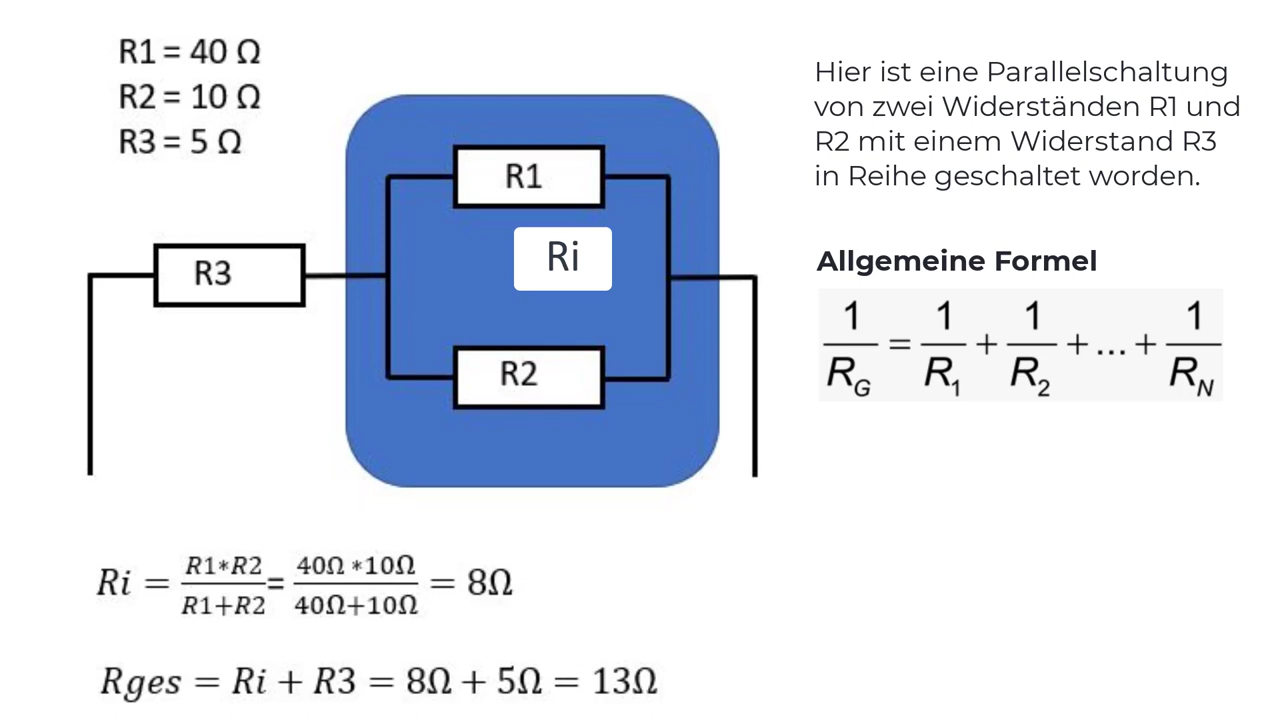 R1 = 40 Ω
R2 = 10 Ω
R3 = 5 Ω
Hier ist eine Parallelschaltung
von zwei Widerständen R1 und
R2 mit einem Widerstand R3
in Reihe geschaltet worden.
R1
Ri
R3
R2
Allgemeine Formel
1/R_G = 1/R_1 + 1/R_2 + ... + 1/R_N
Ri = R1*R2/R1+R2 = 40Ω *10Ω/40Ω+10Ω = 8Ω
Rges = Ri + R3 = 8Ω + 5Ω = 13Ω